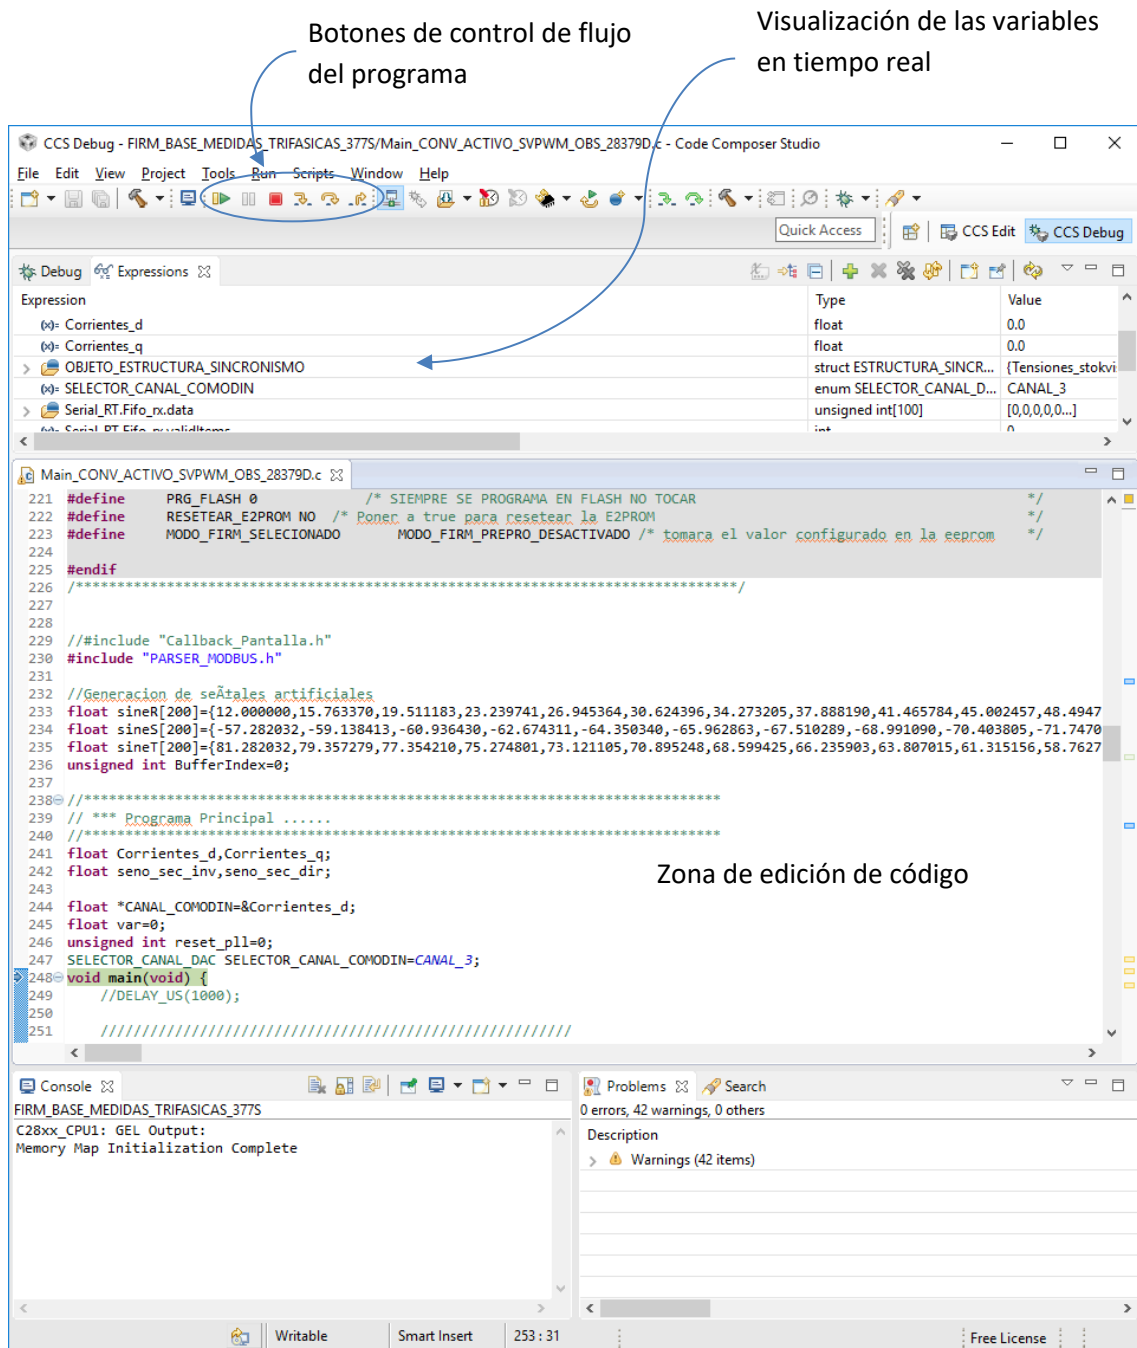 Botones de control de flujo
del programa
Visualización de las variables
en tiempo real
CCS Debug - FIRM_BASE_MEDIDAS_TRIFASICAS_377S/Main_CONV_ACTIVO_SVPWM_OBS_28379D.c - Code Composer Studio
File Edit View Project Tools Run Scripts Window Help
Quick Access CCS Edit CCS Debug
Debug Expressions
Expression Type Value
(x)= Corrientes_d float 0.0
(x)= Corrientes_q float 0.0
OBJETO_ESTRUCTURA_SINCRONISMO struct ESTRUCTURA_SINCR... {Tensiones_stokvi
(x)= SELECTOR_CANAL_COMODIN enum SELECTOR_CANAL_D... CANAL_3
Serial_RT.Fifo_rx.data unsigned int[100] [0,0,0,0,0...]
(x)= Serial_RT.Fifo_rx.validItems int 0
Main_CONV_ACTIVO_SVPWM_OBS_28379D.c
221 #define PRG_FLASH 0 /* SIEMPRE SE PROGRAMA EN FLASH NO TOCAR */
222 #define RESETEAR_E2PROM NO /* Poner a true para resetear la E2PROM */
223 #define MODO_FIRM_SELECIONADO MODO_FIRM_PREPRO_DESACTIVADO /* tomara el valor configurado en la eeprom */
224
225 #endif
226 /********************************************************************************/
227
228
229 //#include "Callback_Pantalla.h"
230 #include "PARSER_MODBUS.h"
231
232 //Generacion de seÃ±ales artificiales
233 float sineR[200]={12.000000,15.763370,19.511183,23.239741,26.945364,30.624396,34.273205,37.888190,41.465784,45.002457,48.4947
234 float sineS[200]={-57.282032,-59.138413,-60.936430,-62.674311,-64.350340,-65.962863,-67.510289,-68.991090,-70.403805,-71.7470
235 float sineT[200]={81.282032,79.357279,77.354210,75.274801,73.121105,70.895248,68.599425,66.235903,63.807015,61.315156,58.7627
236 unsigned int BufferIndex=0;
237
238 //*****************************************************************************
239 // *** Programa Principal ......
240 //*****************************************************************************
241 float Corrientes_d,Corrientes_q;
242 float seno_sec_inv,seno_sec_dir;
243
244 float *CANAL_COMODIN=&Corrientes_d;
245 float var=0;
246 unsigned int reset_pll=0;
247 SELECTOR_CANAL_DAC SELECTOR_CANAL_COMODIN=CANAL_3;
248 void main(void) {
249 //DELAY_US(1000);
250
251 /////////////////////////////////////////////////////////
Zona de edición de código
Console
FIRM_BASE_MEDIDAS_TRIFASICAS_377S
C28xx_CPU1: GEL Output:
Memory Map Initialization Complete
Problems Search
0 errors, 42 warnings, 0 others
Description
Warnings (42 items)
Writable Smart Insert 253 : 31 Free License